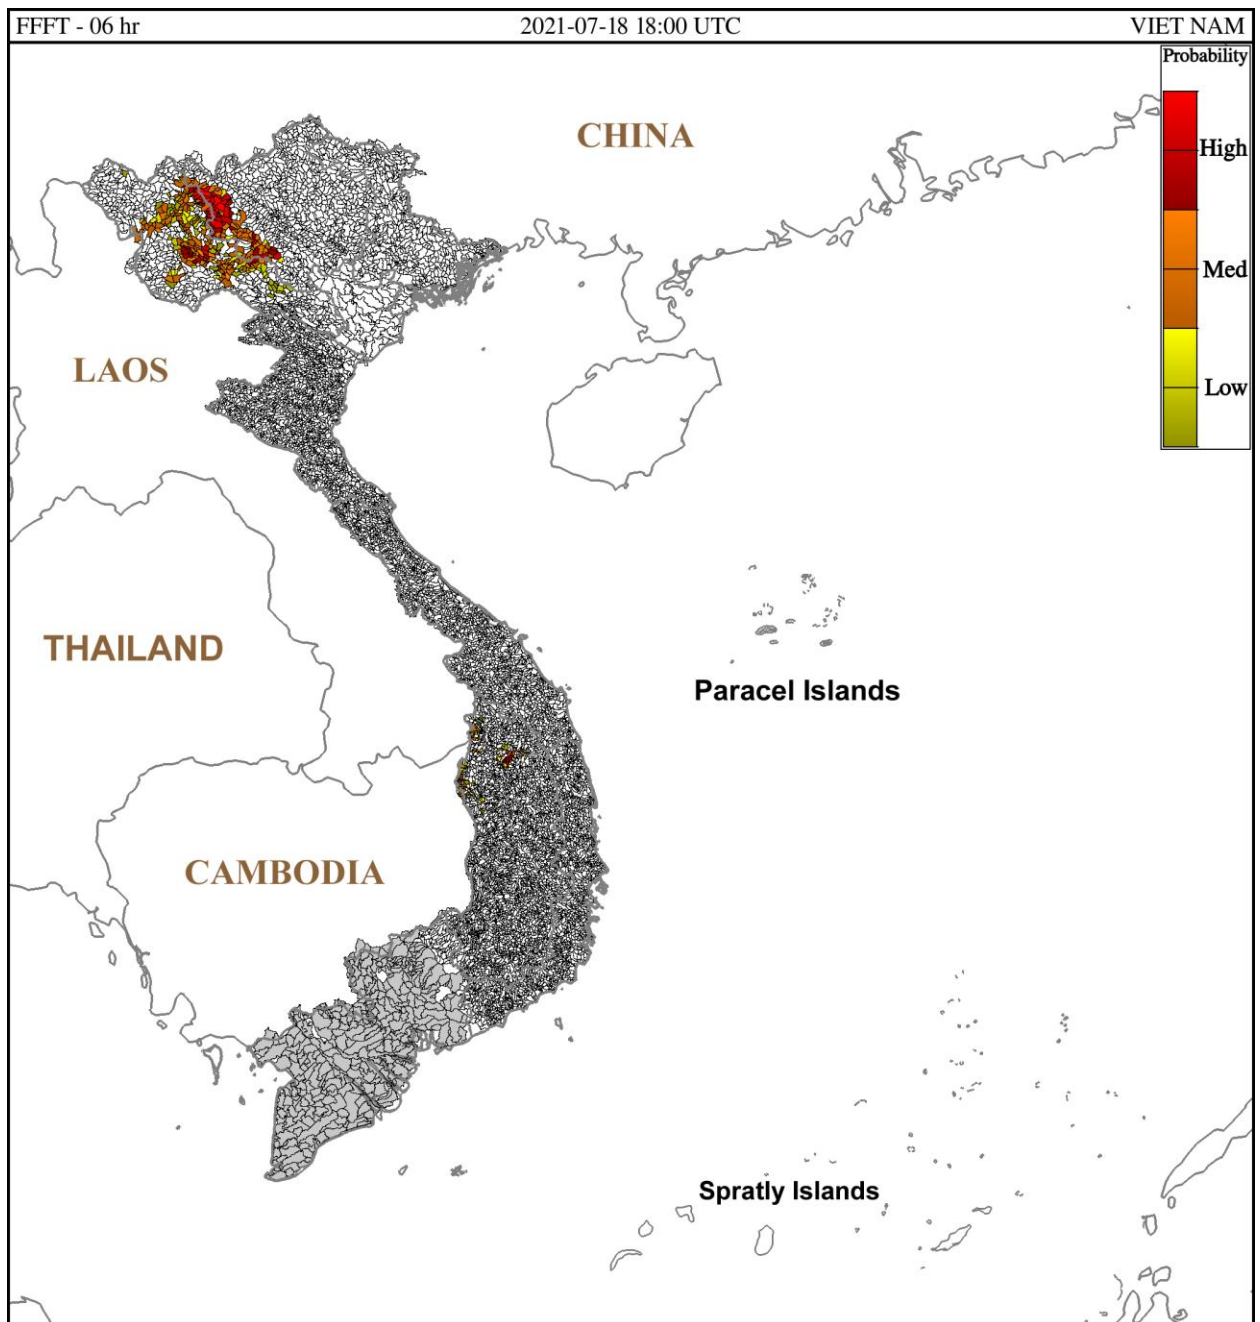 FFFT - 06 hr 2021-07-18 18:00 UTC VIET NAM
Probability
CHINA
High
Med
LAOS
Low
THAILAND
Paracel Islands
CAMBODIA
Spratly Islands